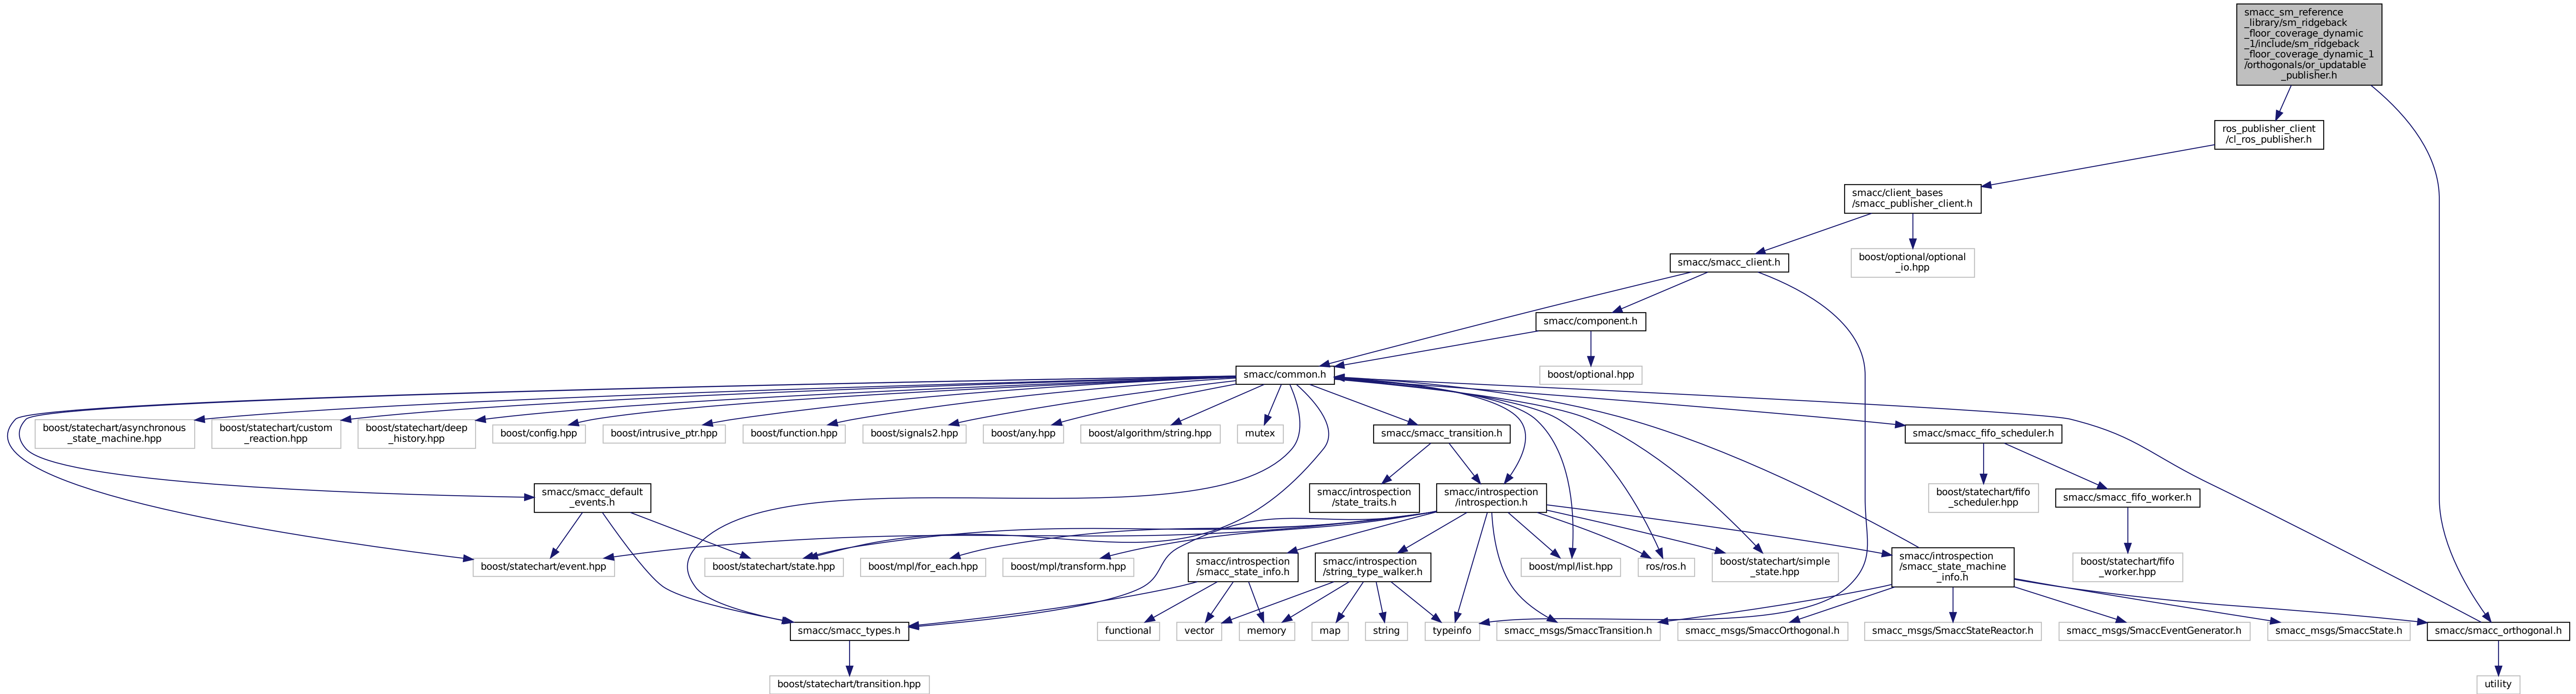 smacc_sm_reference
_library/sm_ridgeback
_floor_coverage_dynamic
_1/include/sm_ridgeback
_floor_coverage_dynamic_1
/orthogonals/or_updatable
_publisher.h
ros_publisher_client
/cl_ros_publisher.h
smacc/client_bases
/smacc_publisher_client.h
smacc/smacc_client.h
boost/optional/optional
_io.hpp
smacc/component.h
smacc/common.h
boost/optional.hpp
boost/statechart/asynchronous
_state_machine.hpp
boost/statechart/custom
_reaction.hpp
boost/statechart/deep
_history.hpp
boost/config.hpp
boost/intrusive_ptr.hpp
boost/function.hpp
boost/signals2.hpp
boost/any.hpp
boost/algorithm/string.hpp
mutex
smacc/smacc_transition.h
smacc/smacc_fifo_scheduler.h
smacc/smacc_default
_events.h
smacc/introspection
/state_traits.h
smacc/introspection
/introspection.h
boost/statechart/fifo
_scheduler.hpp
smacc/smacc_fifo_worker.h
boost/statechart/event.hpp
boost/statechart/state.hpp
boost/mpl/for_each.hpp
boost/mpl/transform.hpp
smacc/introspection
/smacc_state_info.h
smacc/introspection
/string_type_walker.h
boost/mpl/list.hpp
ros/ros.h
boost/statechart/simple
_state.hpp
smacc/introspection
/smacc_state_machine
_info.h
boost/statechart/fifo
_worker.hpp
smacc/smacc_types.h
functional
vector
memory
map
string
typeinfo
smacc_msgs/SmaccTransition.h
smacc_msgs/SmaccOrthogonal.h
smacc_msgs/SmaccStateReactor.h
smacc_msgs/SmaccEventGenerator.h
smacc_msgs/SmaccState.h
smacc/smacc_orthogonal.h
boost/statechart/transition.hpp
utility